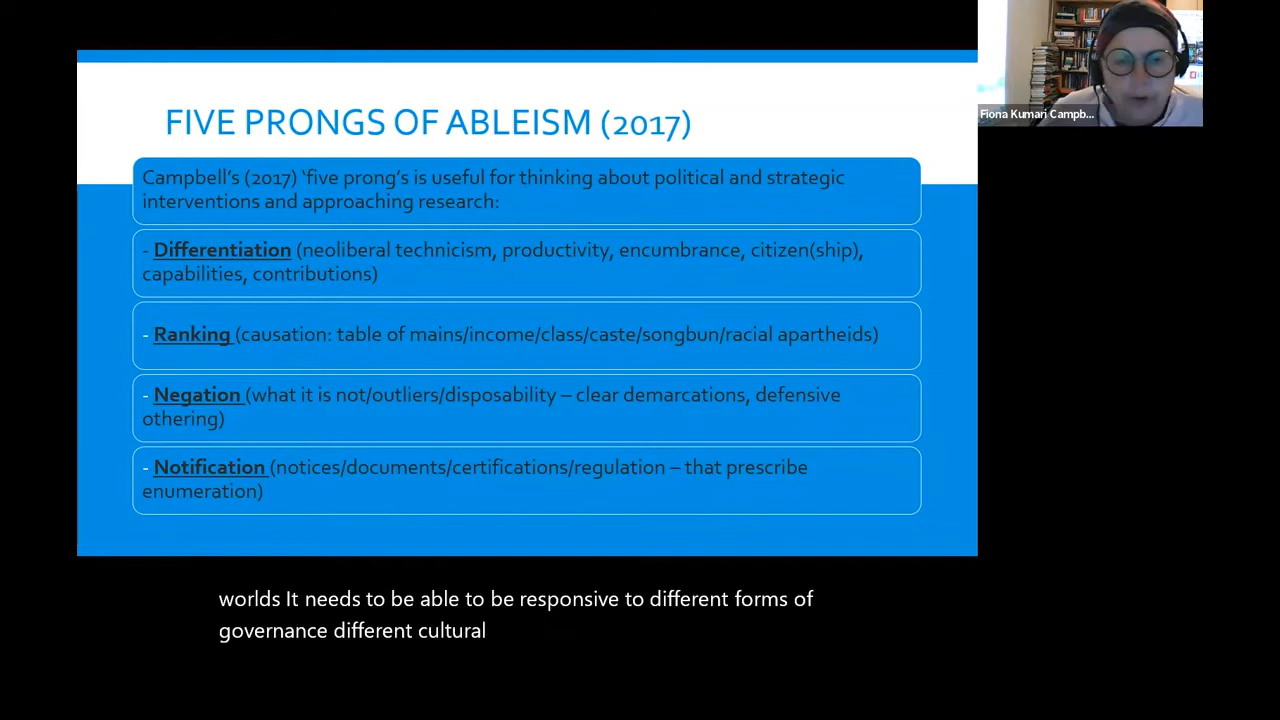 Fiona Kumari Campb...
FIVE PRONGS OF ABLEISM (2017)
Campbell's (2017) 'five prong's is useful for thinking about political and strategic
interventions and approaching research:
- Differentiation (neoliberal technicism, productivity, encumbrance, citizen(ship),
capabilities, contributions)
- Ranking (causation: table of mains/income/class/caste/songbun/racial apartheids)
- Negation (what it is not/outliers/disposability – clear demarcations, defensive
othering)
- Notification (notices/documents/certifications/regulation – that prescribe
enumeration)
worlds It needs to be able to be responsive to different forms of
governance different cultural